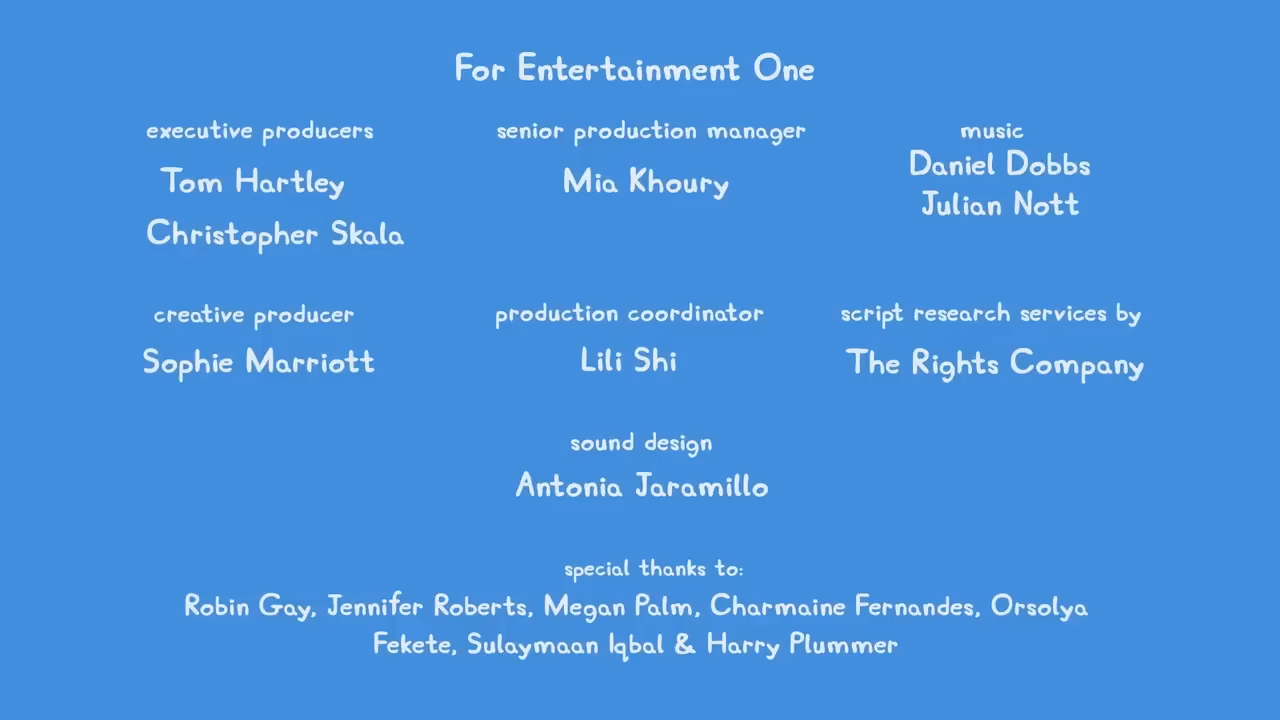 For Entertainment One
executive producers
Tom Hartley
Christopher Skala
senior production manager
Mia Khoury
music
Daniel Dobbs
Julian Nott
creative producer
Sophie Marriott
production coordinator
Lili Shi
script research services by
The Rights Company
sound design
Antonia Jaramillo
special thanks to:
Robin Gay, Jennifer Roberts, Megan Palm, Charmaine Fernandes, Orsolya
Fekete, Sulaymaan Iqbal & Harry Plummer